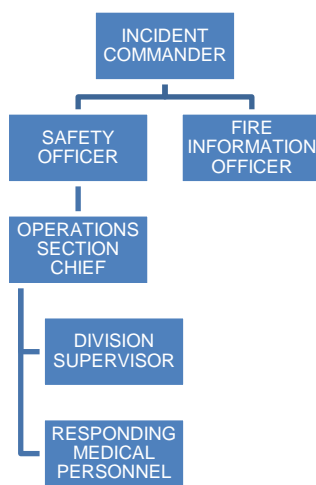 INCIDENT
COMMANDER
SAFETY
OFFICER
FIRE
INFORMATION
OFFICER
OPERATIONS
SECTION
CHIEF
DIVISION
SUPERVISOR
RESPONDING
MEDICAL
PERSONNEL